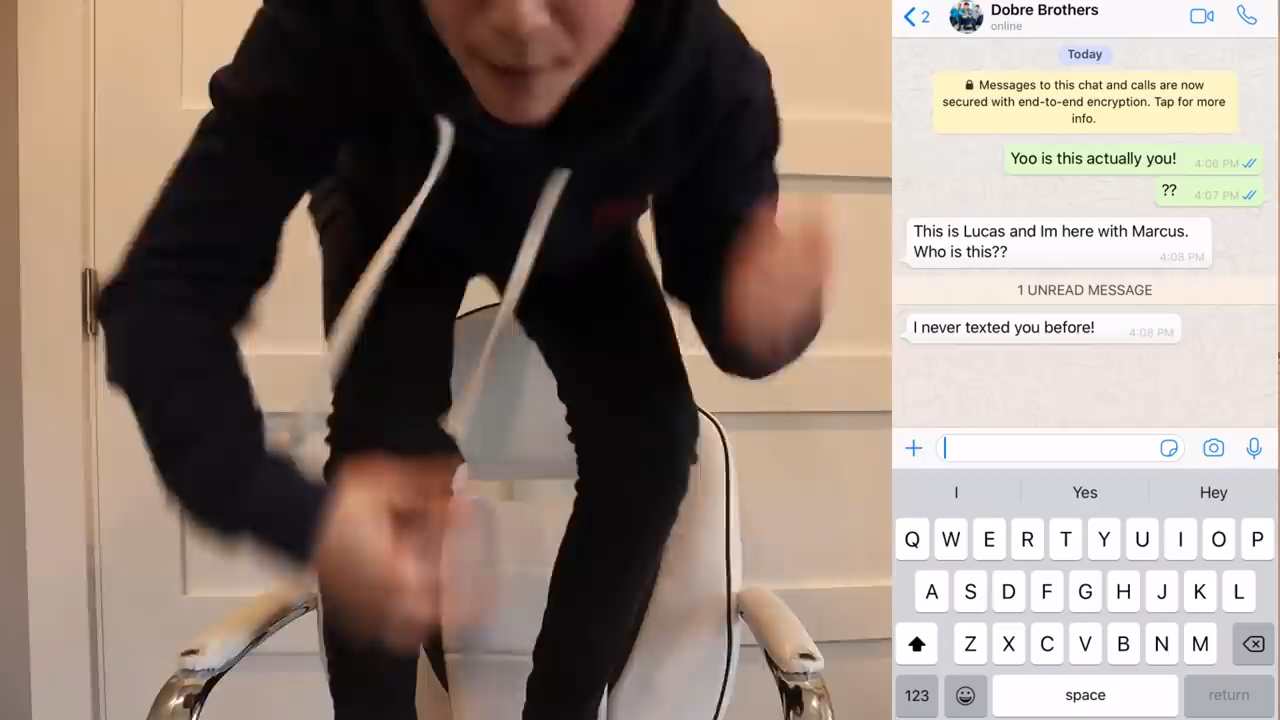 2
Dobre Brothers
online
Today
Messages to this chat and calls are now
secured with end-to-end encryption. Tap for more
info.
Yoo is this actually you! 4:06 PM
?? 4:07 PM
This is Lucas and Im here with Marcus.
Who is this?? 4:08 PM
1 UNREAD MESSAGE
I never texted you before! 4:08 PM
I Yes Hey
Q W E R T Y U I O P
A S D F G H J K L
Z X C V B N M
123 space return